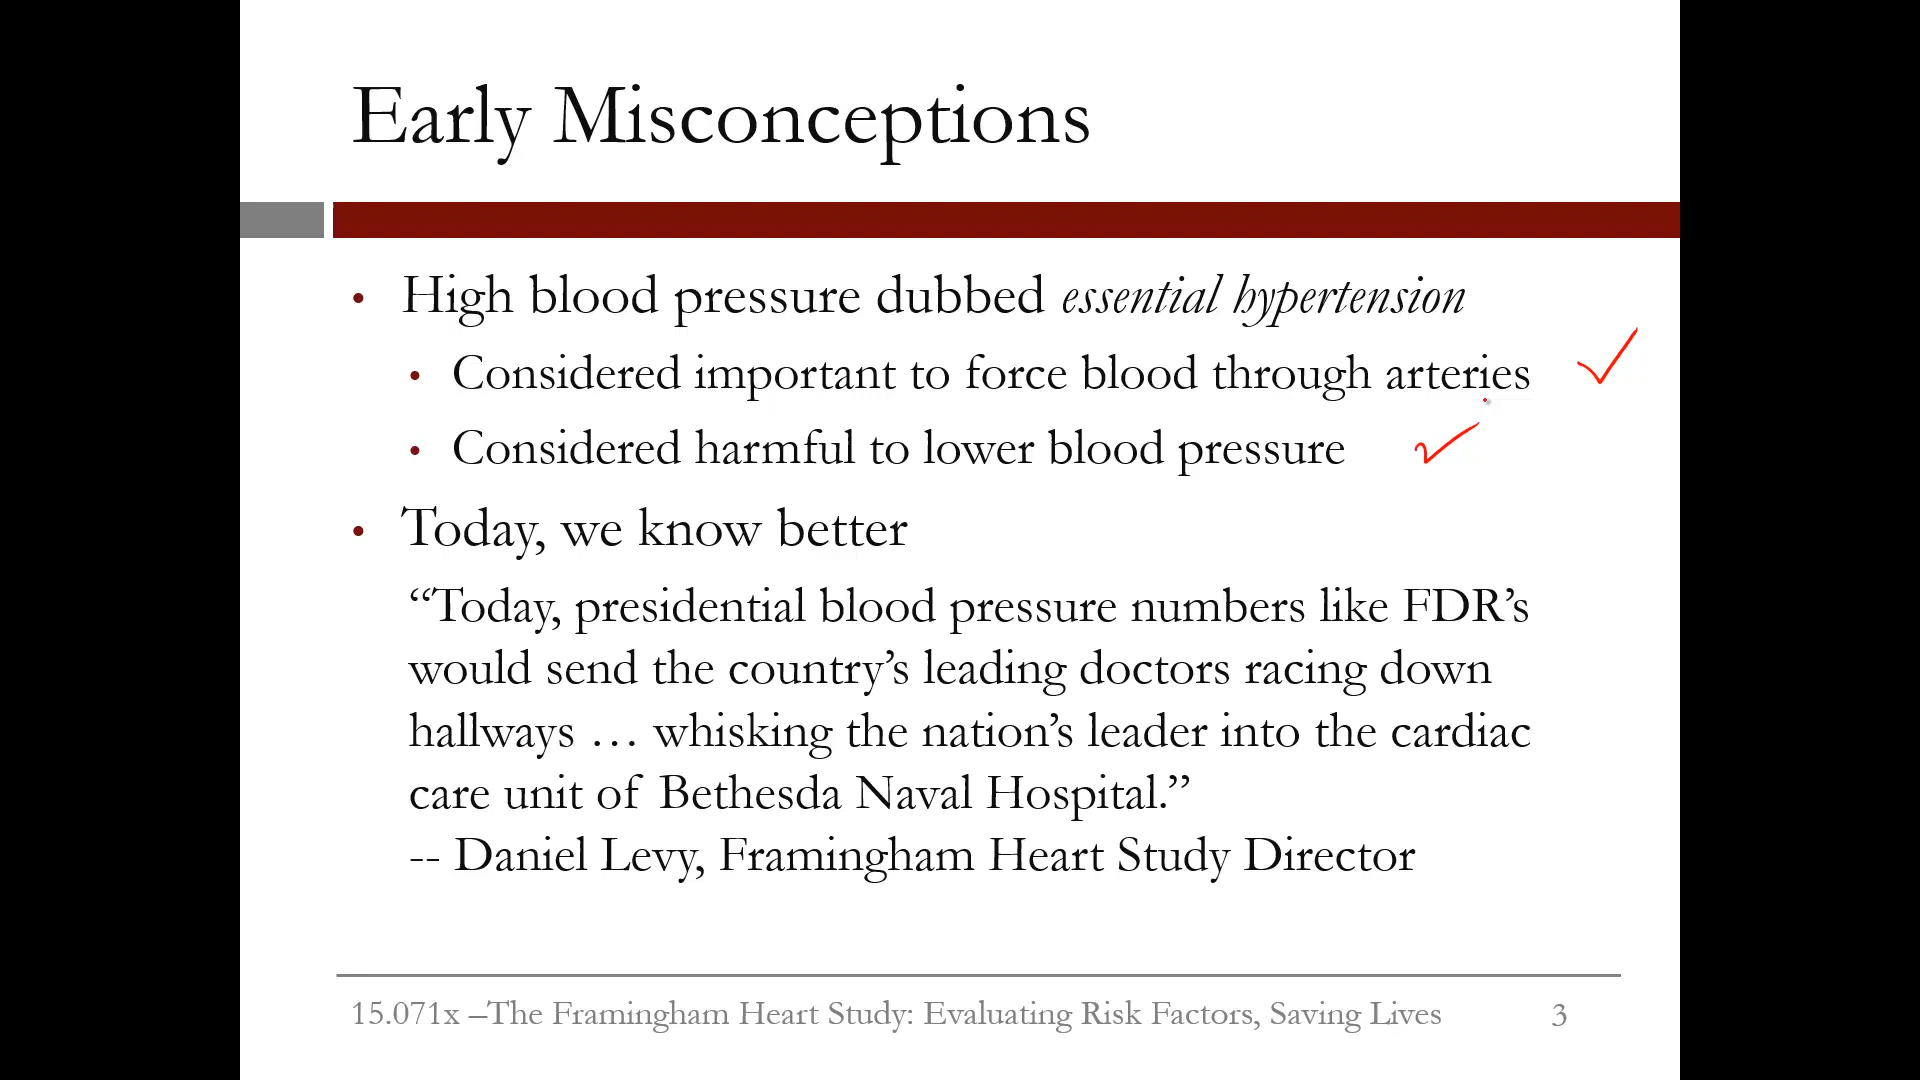 Early Misconceptions
• High blood pressure dubbed essential hypertension
• Considered important to force blood through arteries
• Considered harmful to lower blood pressure
• Today, we know better
“Today, presidential blood pressure numbers like FDR’s
would send the country’s leading doctors racing down
hallways … whisking the nation’s leader into the cardiac
care unit of Bethesda Naval Hospital.”
-- Daniel Levy, Framingham Heart Study Director
15.071x –The Framingham Heart Study: Evaluating Risk Factors, Saving Lives 3